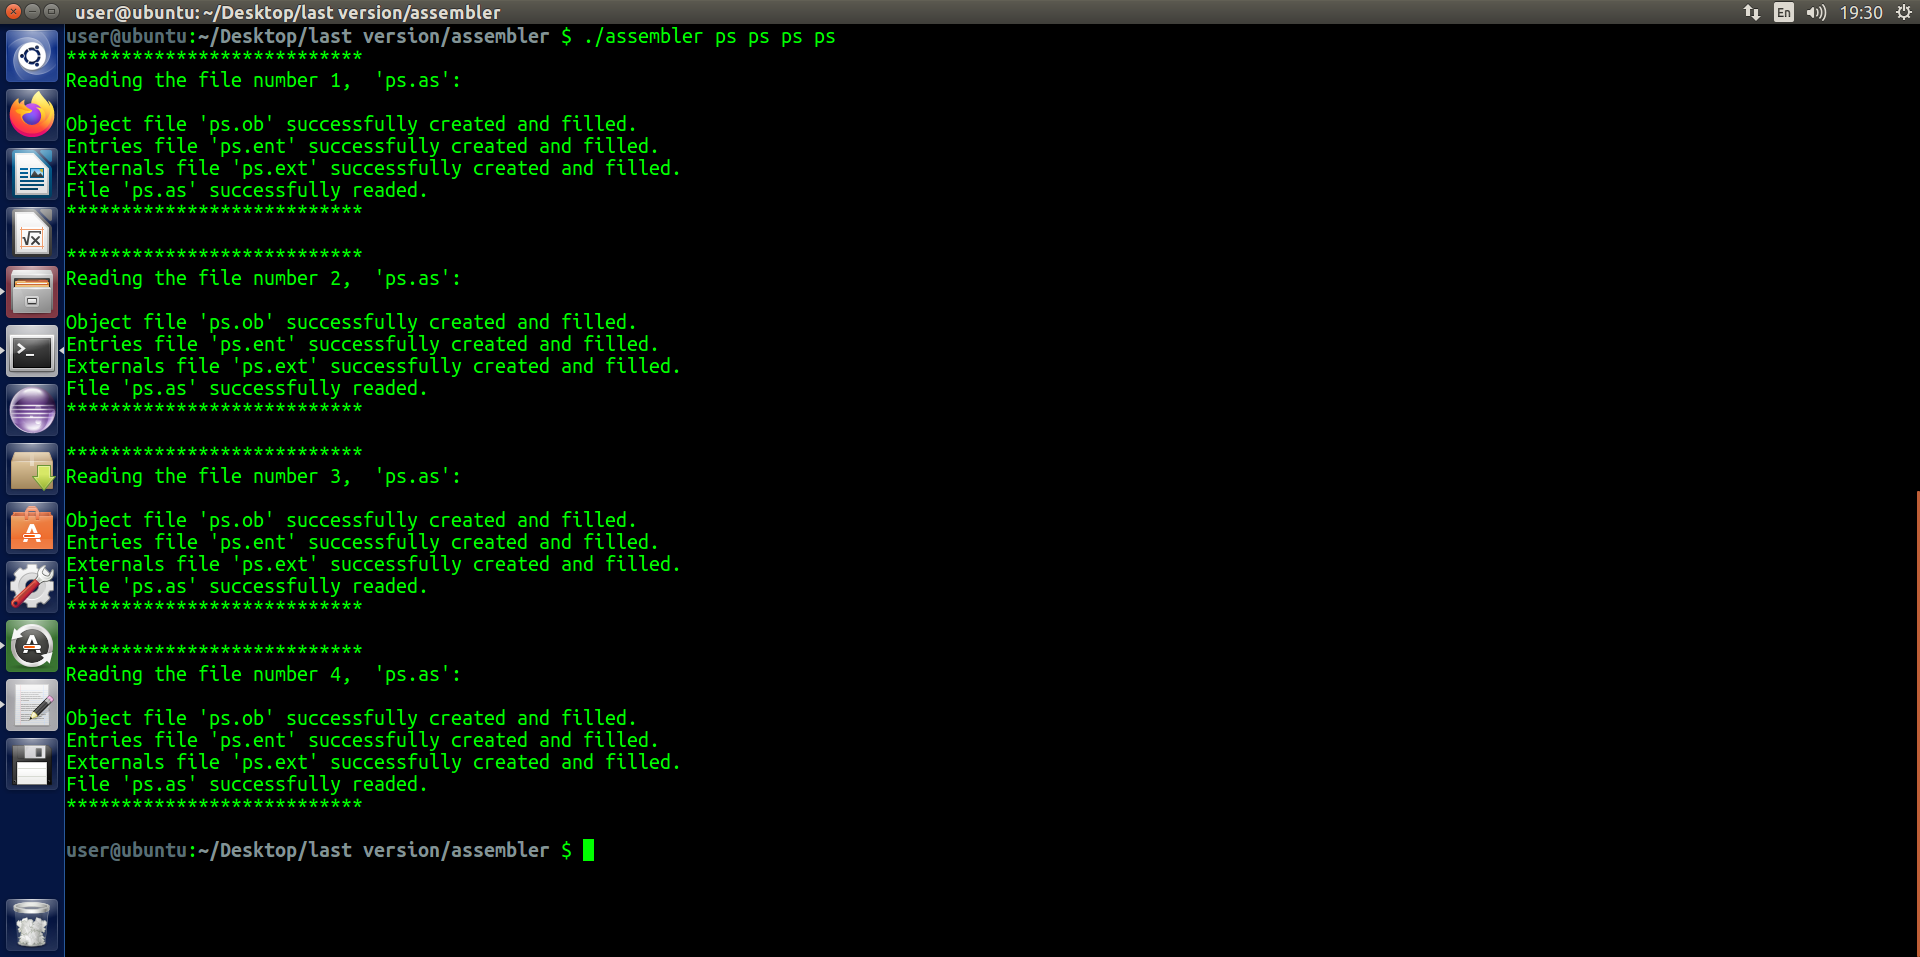 user@ubuntu: ~/Desktop/last version/assembler
En
19:30
user@ubuntu:~/Desktop/last version/assembler $ ./assembler ps ps ps ps
***************************
Reading the file number 1,  'ps.as':
Object file 'ps.ob' successfully created and filled.
Entries file 'ps.ent' successfully created and filled.
Externals file 'ps.ext' successfully created and filled.
File 'ps.as' successfully readed.
***************************
***************************
Reading the file number 2,  'ps.as':
Object file 'ps.ob' successfully created and filled.
Entries file 'ps.ent' successfully created and filled.
Externals file 'ps.ext' successfully created and filled.
File 'ps.as' successfully readed.
***************************
***************************
Reading the file number 3,  'ps.as':
Object file 'ps.ob' successfully created and filled.
Entries file 'ps.ent' successfully created and filled.
Externals file 'ps.ext' successfully created and filled.
File 'ps.as' successfully readed.
***************************
***************************
Reading the file number 4,  'ps.as':
Object file 'ps.ob' successfully created and filled.
Entries file 'ps.ent' successfully created and filled.
Externals file 'ps.ext' successfully created and filled.
File 'ps.as' successfully readed.
***************************
user@ubuntu:~/Desktop/last version/assembler $